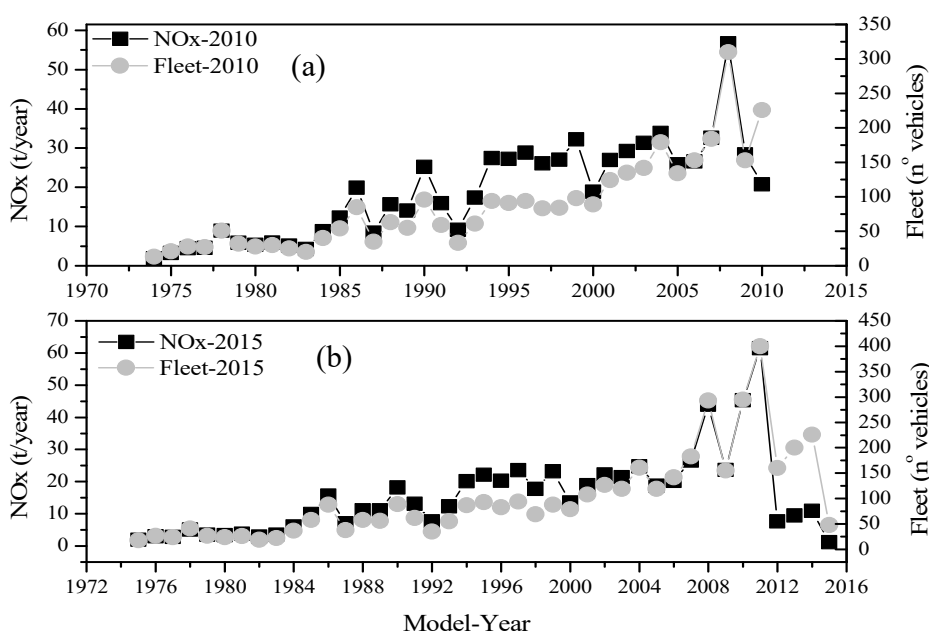 NOx-2010
Fleet-2010
(a)
NOx (t/year)
60
50
40
30
20
10
0
350
300
250
200
150
100
50
0
Fleet (nº vehicles)
1970 1975 1980 1985 1990 1995 2000 2005 2010 2015
NOx-2015
Fleet-2015
(b)
NOx (t/year)
70
60
50
40
30
20
10
0
450
400
350
300
250
200
150
100
50
0
Fleet (nº vehicles)
1972 1976 1980 1984 1988 1992 1996 2000 2004 2008 2012 2016
Model-Year